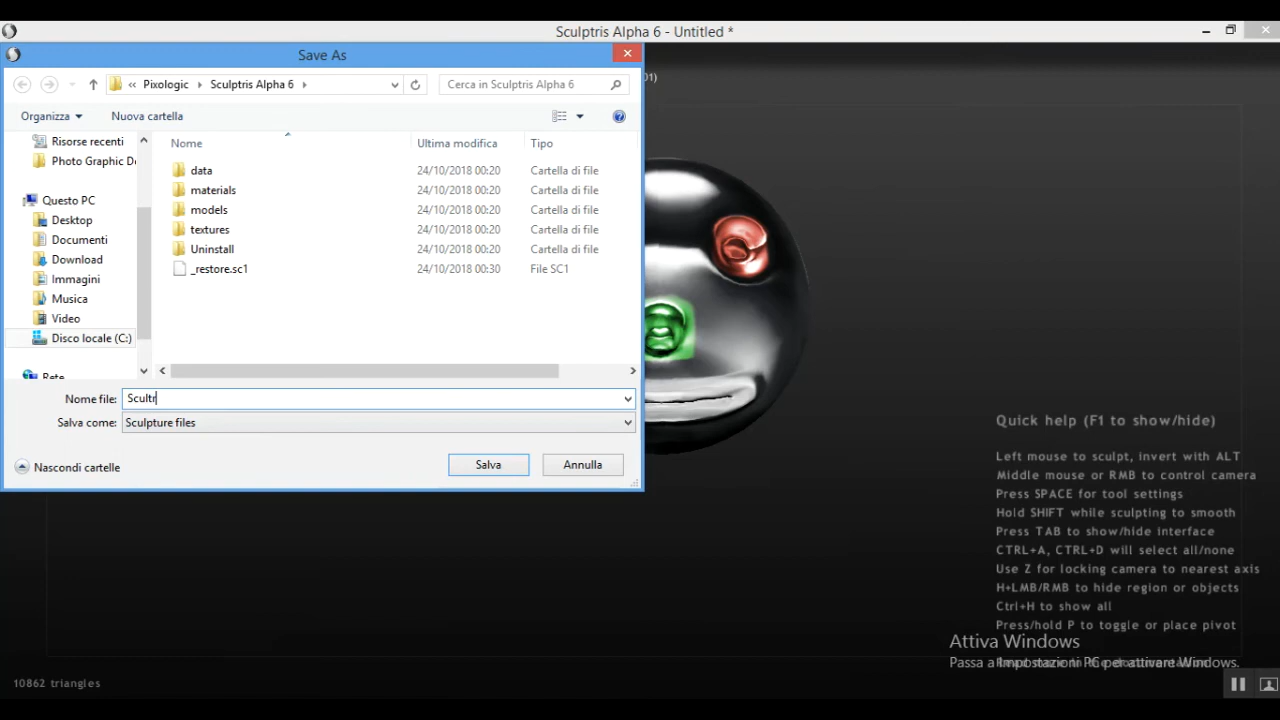 Sculptris Alpha 6 - Untitled *
Save As
01)
« Pixologic Sculptris Alpha 6
Cerca in Sculptris Alpha 6
Organizza Nuova cartella
Risorse recenti
Photo Graphic De
Questo PC
Desktop
Documenti
Download
Immagini
Musica
Video
Disco locale (C:)
Rete
Nome Ultima modifica Tipo
data 24/10/2018 00:20 Cartella di file
materials 24/10/2018 00:20 Cartella di file
models 24/10/2018 00:20 Cartella di file
textures 24/10/2018 00:20 Cartella di file
Uninstall 24/10/2018 00:20 Cartella di file
_restore.sc1 24/10/2018 00:30 File SC1
Nome file: Scultr
Salva come: Sculpture files
Nascondi cartelle
Salva Annulla
Quick help (F1 to show/hide)
Left mouse to sculpt, invert with ALT
Middle mouse or RMB to control camera
Press SPACE for tool settings
Hold SHIFT while sculpting to smooth
Press TAB to show/hide interface
CTRL+A, CTRL+D will select all/none
Use Z for locking camera to nearest axis
H+LMB/RMB to hide region or objects
Ctrl+H to show all
Press/hold P to toggle or place pivot
Attiva Windows
Passa a Impostazioni PC per attivare Windows.
10862 triangles